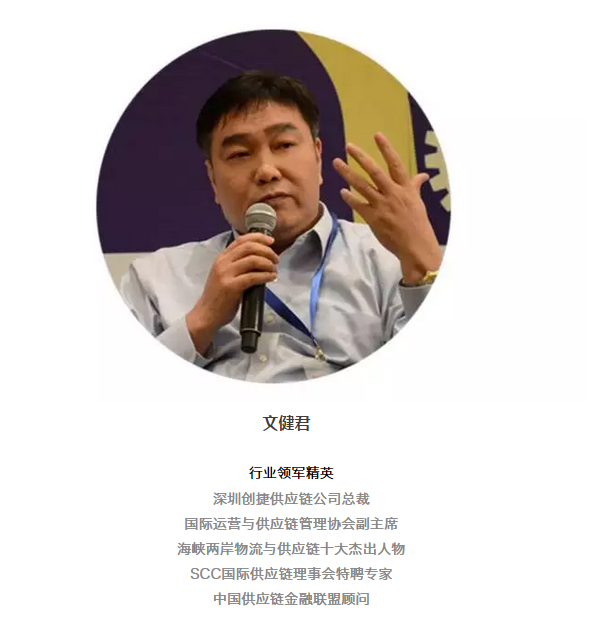 文健君
行业领军精英
深圳创捷供应链公司总裁
国际运营与供应链管理协会副主席
海峡两岸物流与供应链十大杰出人物
SCC国际供应链理事会特聘专家
中国供应链金融联盟顾问